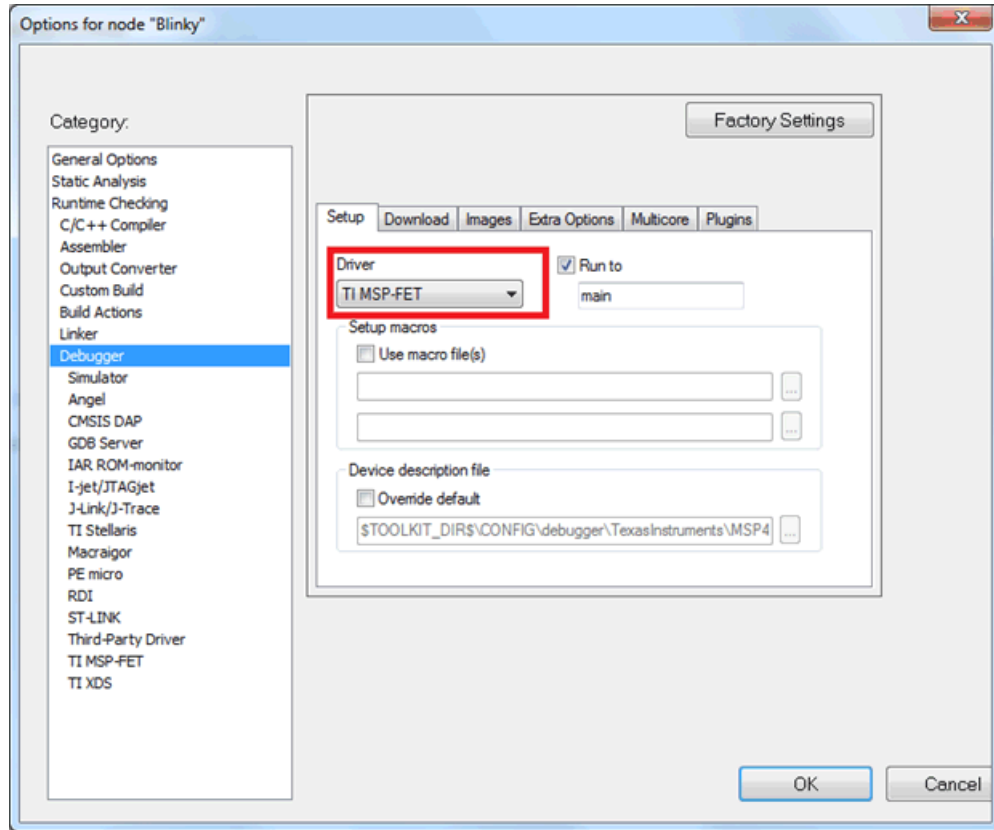 Options for node "Blinky"
Category:
General Options
Static Analysis
Runtime Checking
C/C++ Compiler
Assembler
Output Converter
Custom Build
Build Actions
Linker
Debugger
Simulator
Angel
CMSIS DAP
GDB Server
IAR ROM-monitor
I-jet/JTAGjet
J-Link/J-Trace
TI Stellaris
Macraigor
PE micro
RDI
ST-LINK
Third-Party Driver
TI MSP-FET
TI XDS
Factory Settings
Setup Download Images Extra Options Multicore Plugins
Driver
TI MSP-FET
Run to
main
Setup macros
Use macro file(s)
...
...
Device description file
Override default
$TOOLKIT_DIR$\CONFIG\debugger\TexasInstruments\MSP4
...
OK Cancel